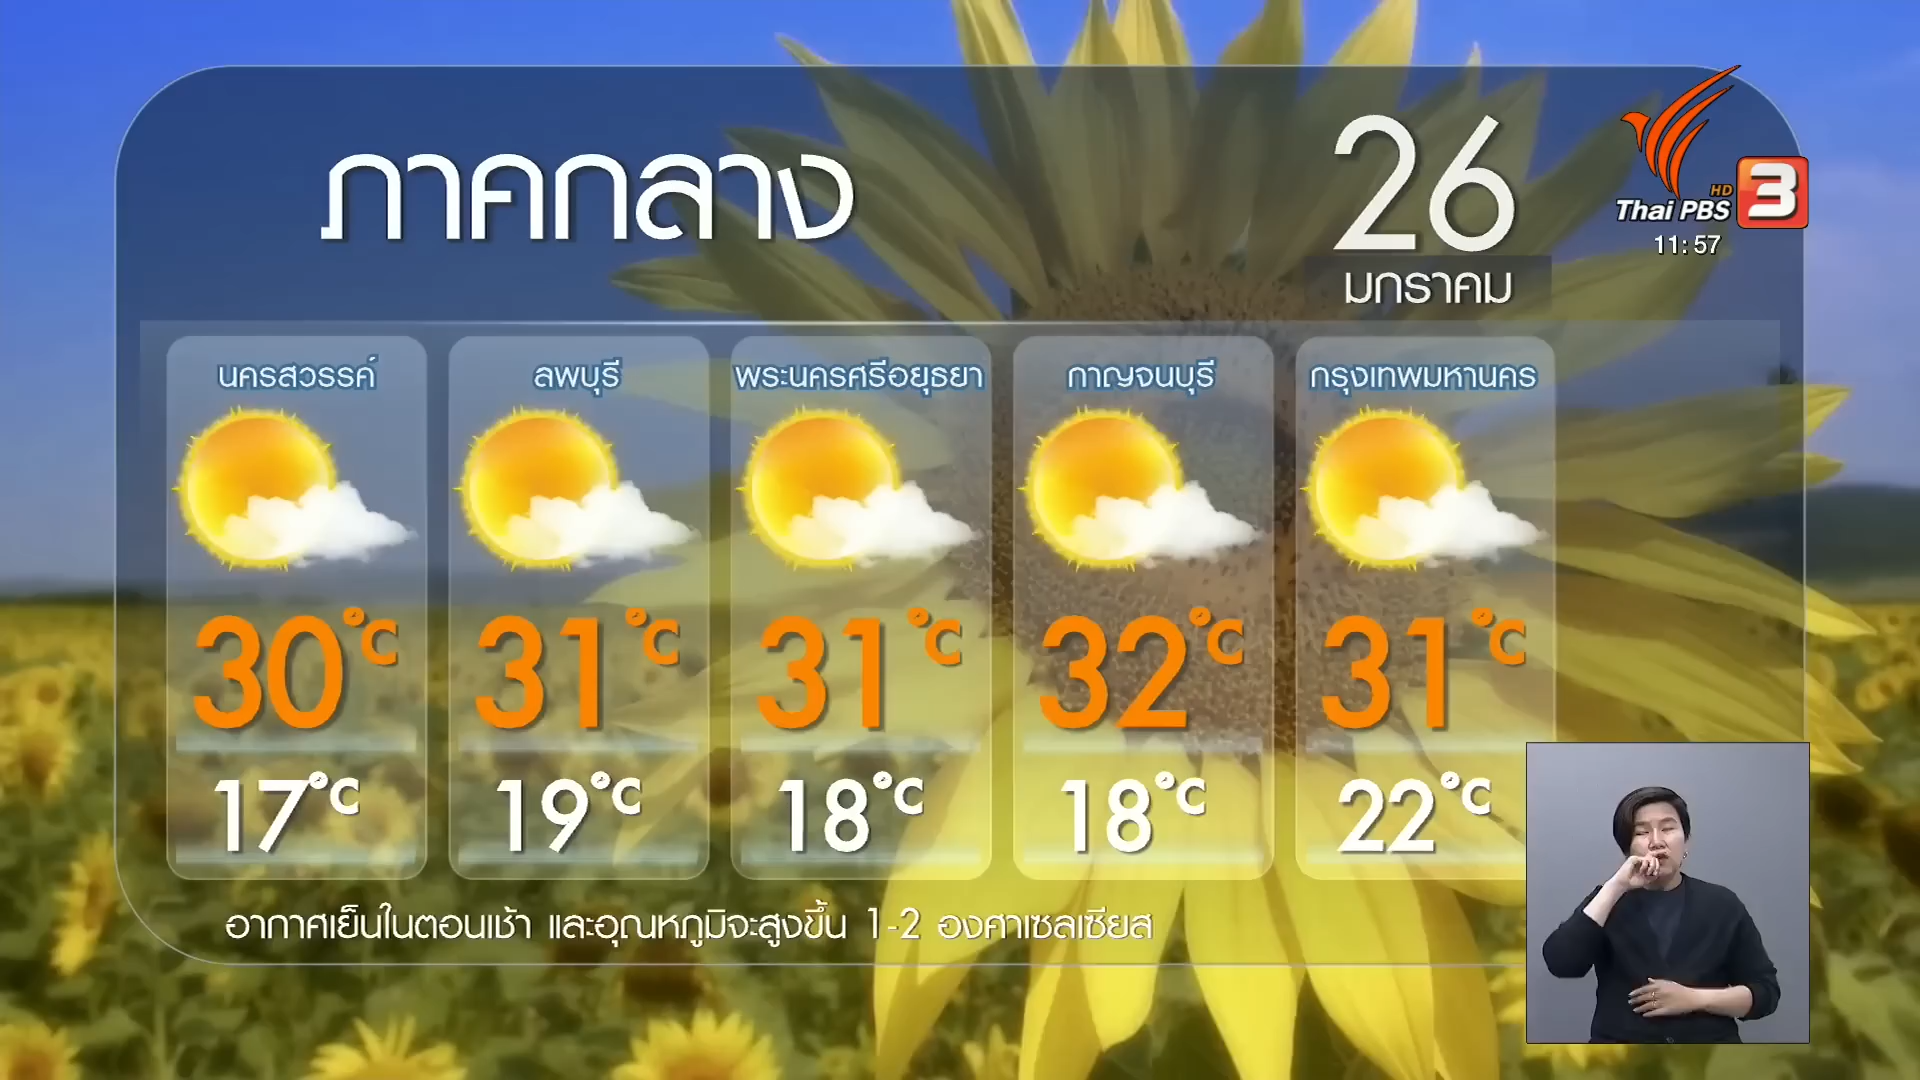 ภาคกลาง
26
มกราคม
HD
Thai PBS 3
11:57
นครสวรรค์ ลพบุรี พระนครศรีอยุธยา กาญจนบุรี กรุงเทพมหานคร
30°C 31°C 31°C 32°C 31°C
17°C 19°C 18°C 18°C 22°C
อากาศเย็นในตอนเช้า และอุณหภูมิจะสูงขึ้น 1-2 องศาเซลเซียส